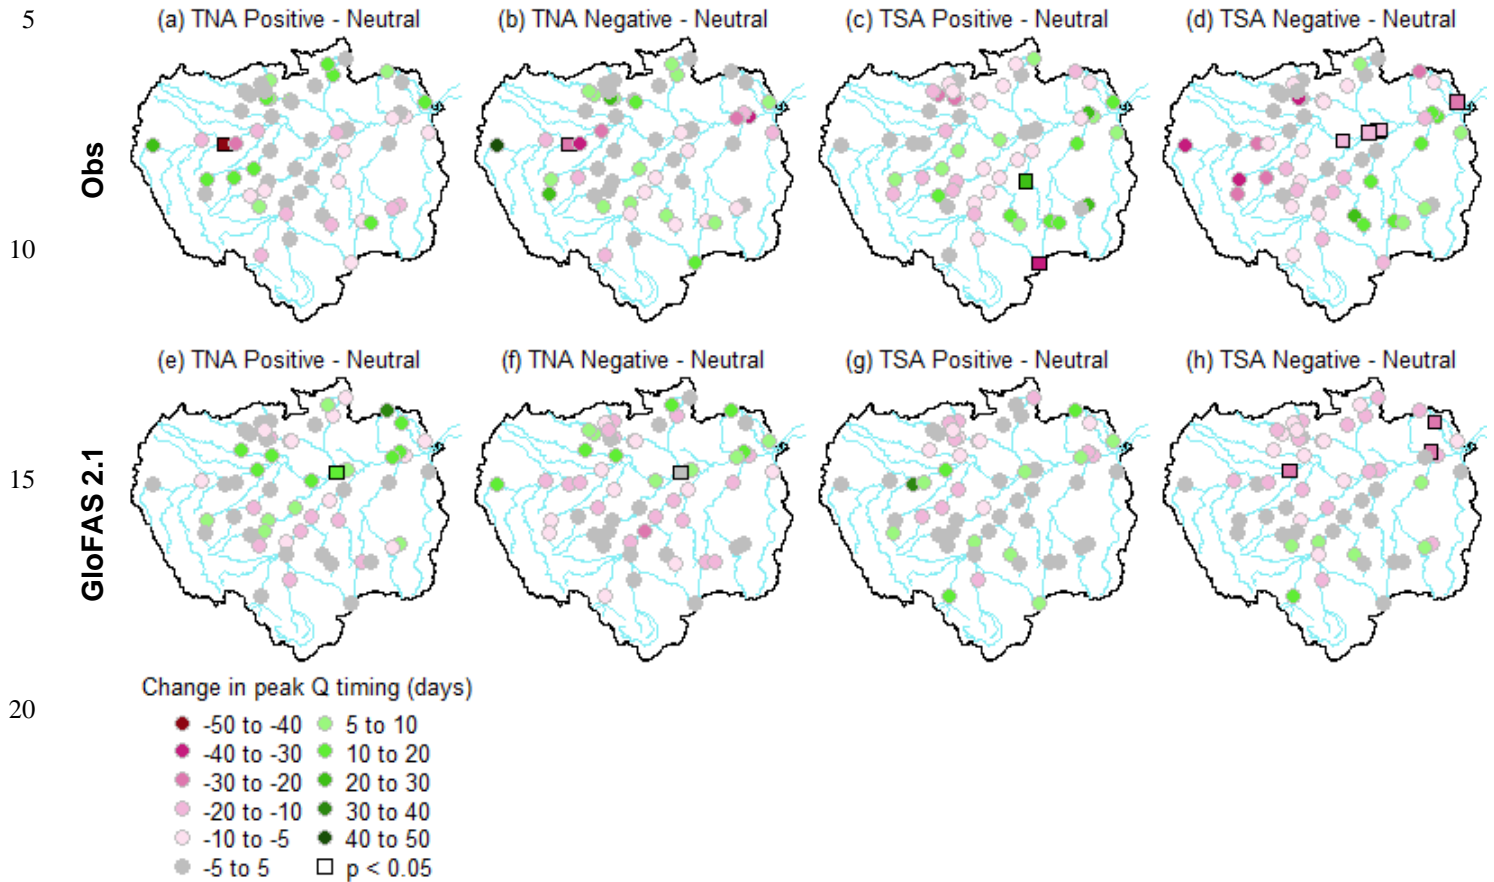 5
(a) TNA Positive - Neutral
(b) TNA Negative - Neutral
(c) TSA Positive - Neutral
(d) TSA Negative - Neutral
Obs
10
(e) TNA Positive - Neutral
(f) TNA Negative - Neutral
(g) TSA Positive - Neutral
(h) TSA Negative - Neutral
GloFAS 2.1
15
Change in peak Q timing (days)
20
-50 to -40
5 to 10
-40 to -30
10 to 20
-30 to -20
20 to 30
-20 to -10
30 to 40
-10 to -5
40 to 50
-5 to 5
p < 0.05